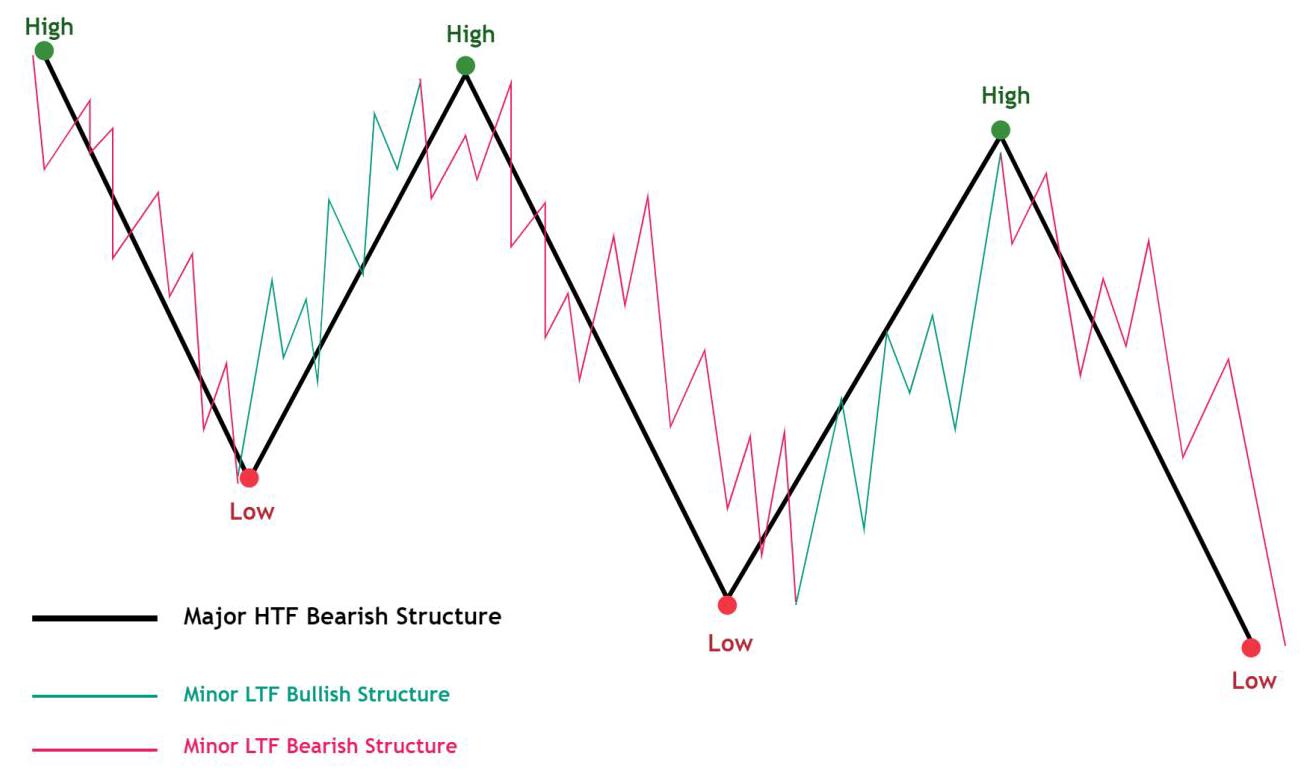 High
High
High
Low
Low
Low
Major HTF Bearish Structure
Minor LTF Bullish Structure
Minor LTF Bearish Structure